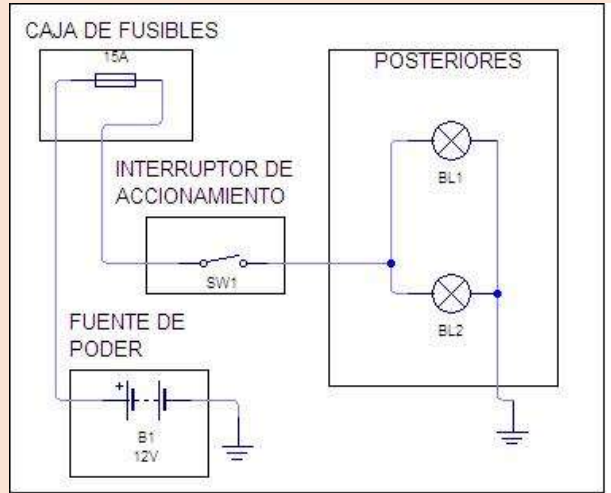 CAJA DE FUSIBLES
15A
POSTERIORES
BL1
INTERRUPTOR DE
ACCIONAMIENTO
SW1
BL2
FUENTE DE
PODER
+
B1
12V